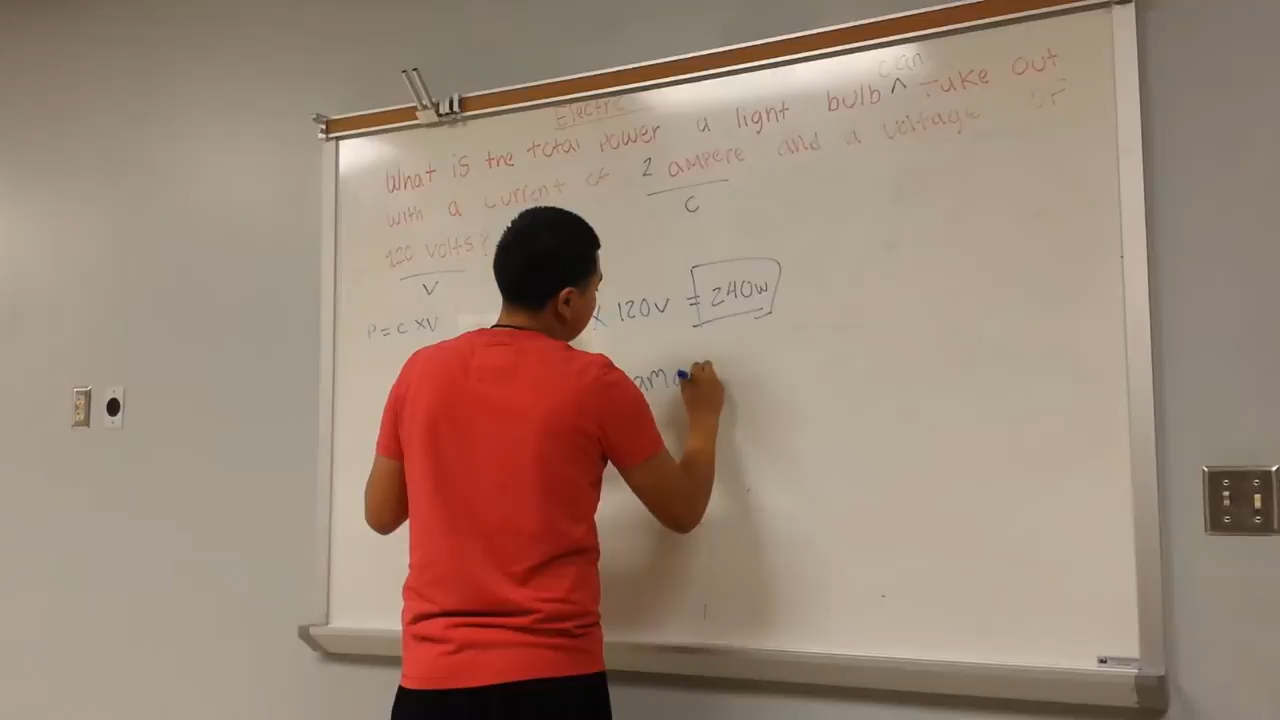 Electric
What is the total power a light bulb can ^ take out
with a current of 2 ampere and a voltage of
120 volts?
C
V
P = C X V X 120V = 240W
am